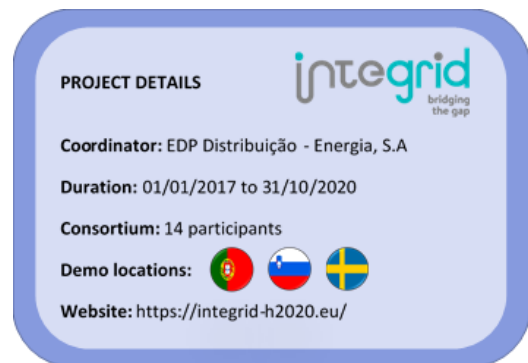 integrid
bridging
the gap
PROJECT DETAILS
Coordinator: EDP Distribuição - Energia, S.A
Duration: 01/01/2017 to 31/10/2020
Consortium: 14 participants
Demo locations:
Website: https://integrid-h2020.eu/